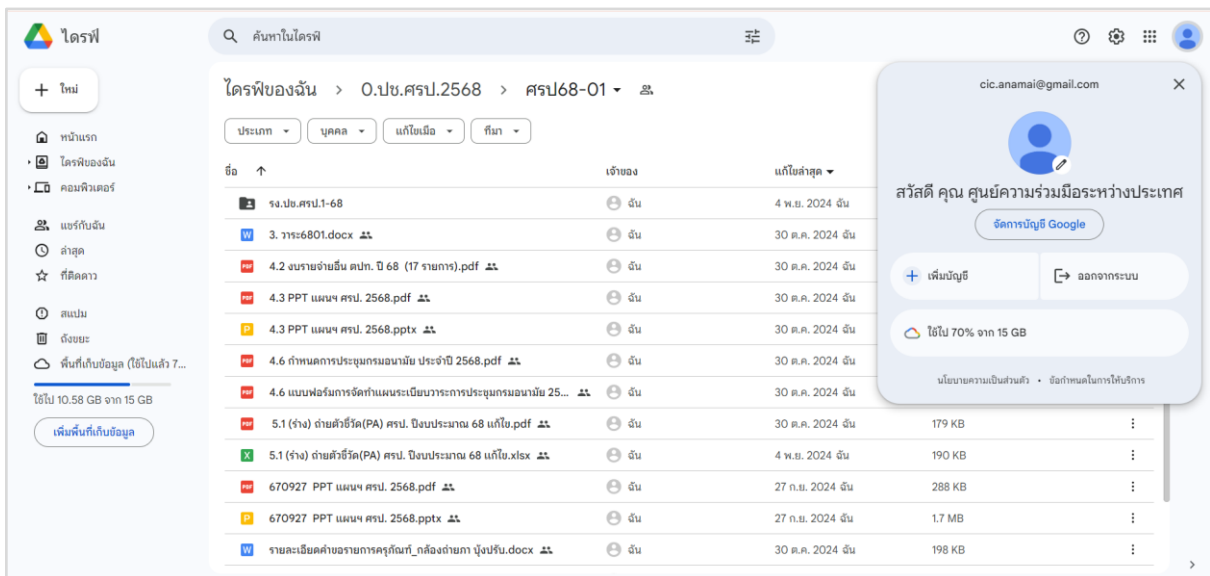 ไดรฟ์
ค้นหาในไดรฟ์
ใหม่
หน้าแรก
ไดรฟ์ของฉัน
คอมพิวเตอร์
แชร์กับฉัน
ล่าสุด
ที่ติดดาว
สแปม
ถังขยะ
พื้นที่เก็บข้อมูล (ใช้ไปแล้ว 7...
ใช้ไป 10.58 GB จาก 15 GB
เพิ่มพื้นที่เก็บข้อมูล
ไดรฟ์ของฉัน > 0.ปช.ศรป.2568 > ศรป68-01
ประเภท บุคคล แก้ไขเมื่อ ที่มา
ชื่อ เจ้าของ แก้ไขล่าสุด
รง.ปช.ศรป.1-68 ฉัน 4 พ.ย. 2024 ฉัน
3. วาระ6801.docx ฉัน 30 ต.ค. 2024 ฉัน
4.2 งบรายจ่ายอื่น ตปท. ปี 68 (17 รายการ).pdf ฉัน 30 ต.ค. 2024 ฉัน
4.3 PPT แผนฯ ศรป. 2568.pdf ฉัน 30 ต.ค. 2024 ฉัน
4.3 PPT แผนฯ ศรป. 2568.pptx ฉัน 30 ต.ค. 2024 ฉัน
4.6 กำหนดการประชุมกรมอนามัย ประจำปี 2568.pdf ฉัน 30 ต.ค. 2024 ฉัน
4.6 แบบฟอร์มการจัดทำแผนระเบียบวาระการประชุมกรมอนามัย 25... ฉัน 30 ต.ค. 2024 ฉัน
5.1 (ร่าง) ถ่ายตัวชี้วัด(PA) ศรป. ปีงบประมาณ 68 แก้ไข.pdf ฉัน 30 ต.ค. 2024 ฉัน 179 KB
5.1 (ร่าง) ถ่ายตัวชี้วัด(PA) ศรป. ปีงบประมาณ 68 แก้ไข.xlsx ฉัน 4 พ.ย. 2024 ฉัน 190 KB
670927 PPT แผนฯ ศรป. 2568.pdf ฉัน 27 ก.ย. 2024 ฉัน 288 KB
670927 PPT แผนฯ ศรป. 2568.pptx ฉัน 27 ก.ย. 2024 ฉัน 1.7 MB
รายละเอียดคำขอรายการครุภัณฑ์_กล้องถ่ายภา บุ้งปรับ.docx ฉัน 30 ต.ค. 2024 ฉัน 198 KB
cic.anamai@gmail.com
สวัสดี คุณ ศูนย์ความร่วมมือระหว่างประเทศ
จัดการบัญชี Google
เพิ่มบัญชี ออกจากระบบ
ใช้ไป 70% จาก 15 GB
นโยบายความเป็นส่วนตัว • ข้อกำหนดในการให้บริการ